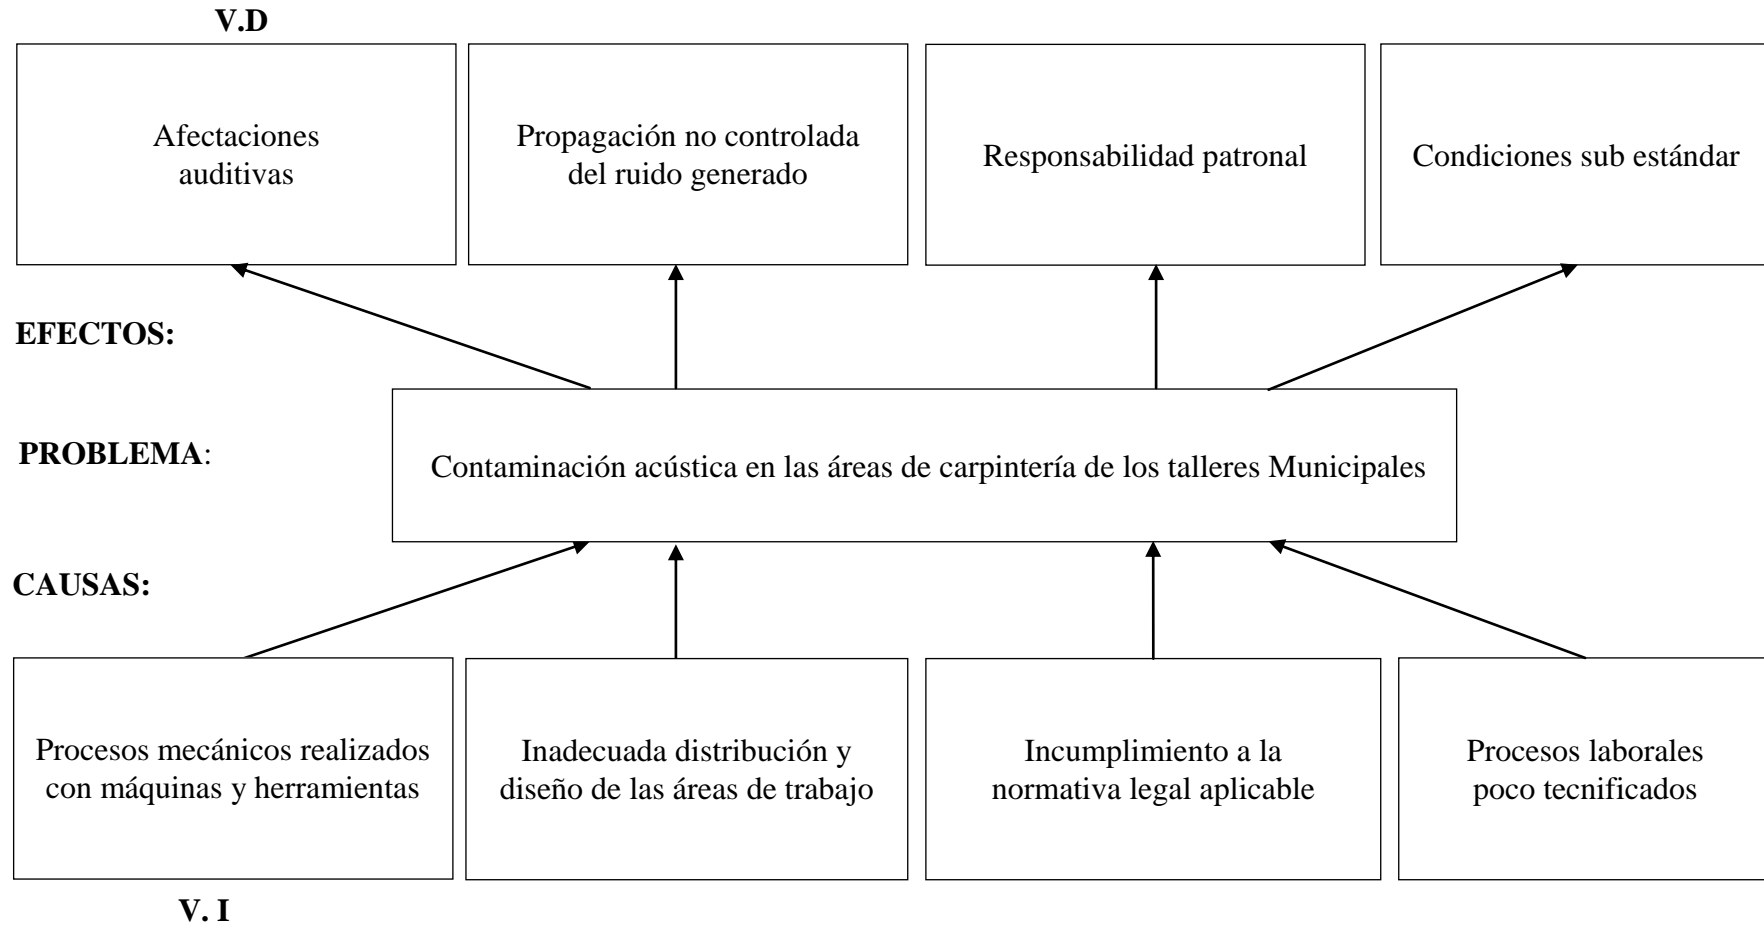 V.D
Afectaciones
auditivas
Propagación no controlada
del ruido generado
Responsabilidad patronal
Condiciones sub estándar
EFECTOS:
PROBLEMA:
Contaminación acústica en las áreas de carpintería de los talleres Municipales
CAUSAS:
Procesos mecánicos realizados
con máquinas y herramientas
Inadecuada distribución y
diseño de las áreas de trabajo
Incumplimiento a la
normativa legal aplicable
Procesos laborales
poco tecnificados
V. I